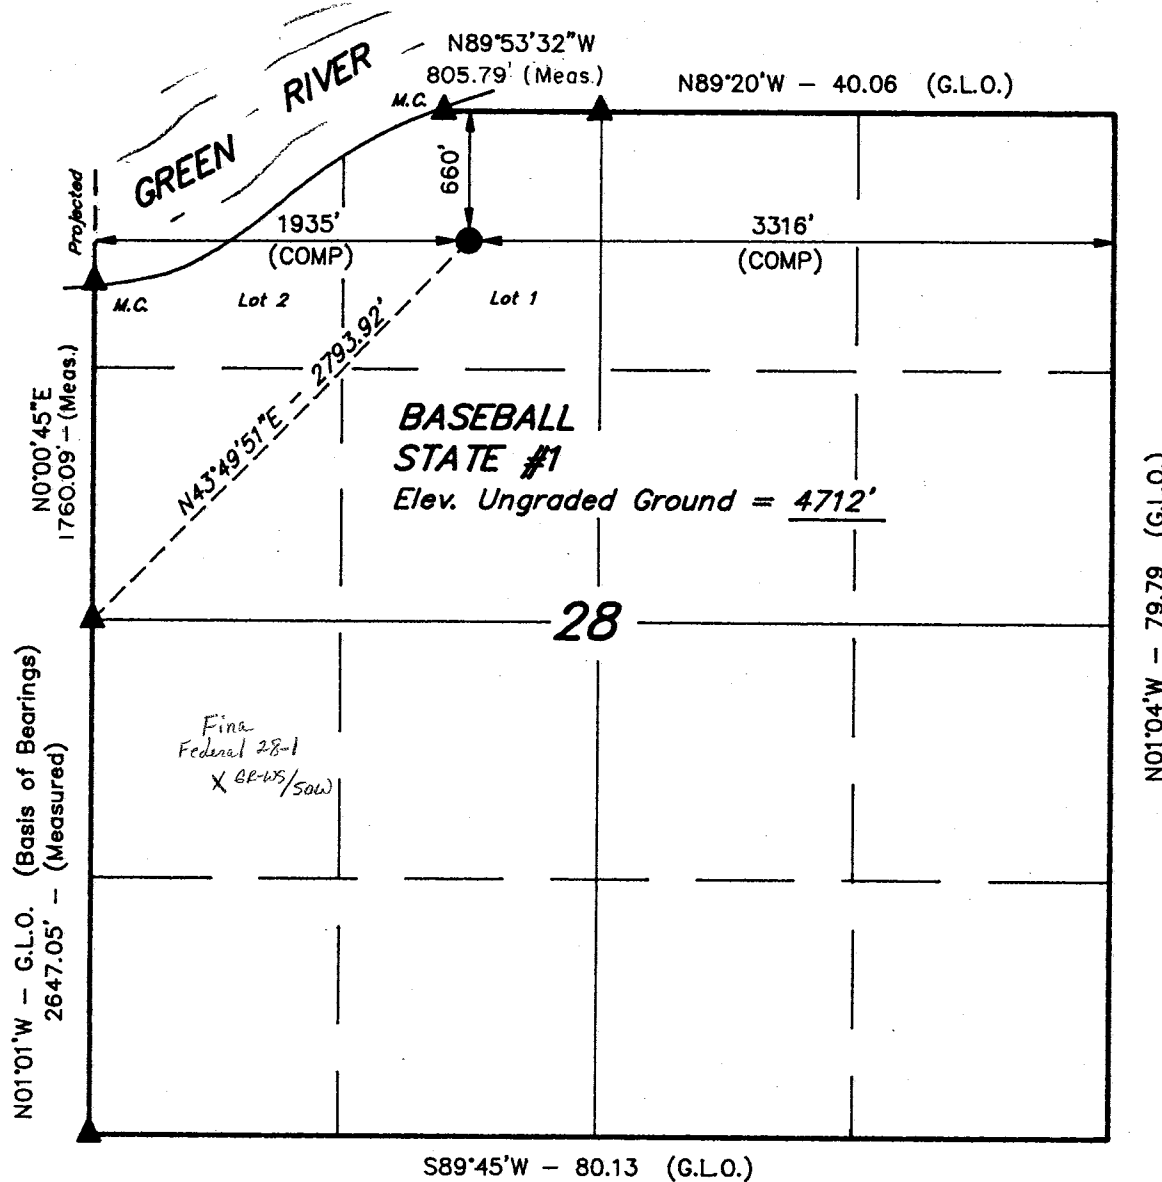 N89°53'32"W
805.79' (Meas.)
N89°20'W – 40.06 (G.L.O.)
M.C.
GREEN RIVER
Projected
660'
1935'
(COMP)
3316'
(COMP)
M.C.
Lot 2
Lot 1
N0°00'45"E
1760.09'–(Meas.)
N43°49'51"E - 2793.92'
BASEBALL
STATE #1
Elev. Ungraded Ground = 4712'
N01°04'W – 79.79 (G.L.O.)
28
Fina
Federal 28-1
X GR-WS/SOW
N01°01'W – G.L.O. (Basis of Bearings)
2647.05' – (Measured)
S89°45'W – 80.13 (G.L.O.)